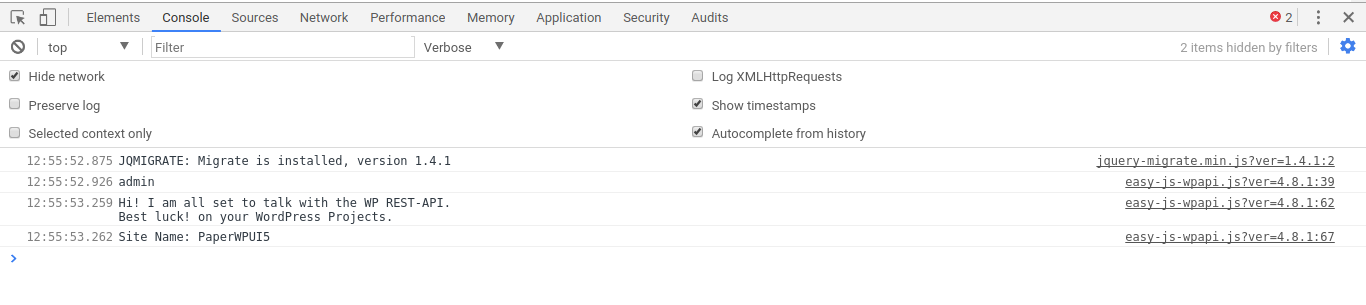 Elements Console Sources Network Performance Memory Application Security Audits 2
top Filter Verbose 2 items hidden by filters
Hide network Log XMLHttpRequests
Preserve log Show timestamps
Selected context only Autocomplete from history
12:55:52.875 JQMIGRATE: Migrate is installed, version 1.4.1 jquery-migrate.min.js?ver=1.4.1:2
12:55:52.926 admin easy-js-wpapi.js?ver=4.8.1:39
12:55:53.259 Hi! I am all set to talk with the WP REST-API. easy-js-wpapi.js?ver=4.8.1:62
Best luck! on your WordPress Projects.
12:55:53.262 Site Name: PaperWPUI5 easy-js-wpapi.js?ver=4.8.1:67